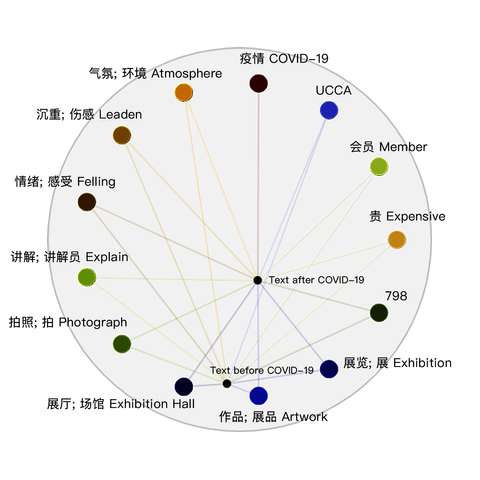 疫情 COVID-19
气氛; 环境 Atmosphere
UCCA
沉重; 伤感 Leaden
会员 Member
情绪; 感受 Felling
贵 Expensive
讲解; 讲解员 Explain
Text after COVID-19
798
拍照; 拍 Photograph
展览; 展 Exhibition
Text before COVID-19
展厅; 场馆 Exhibition Hall
作品; 展品 Artwork